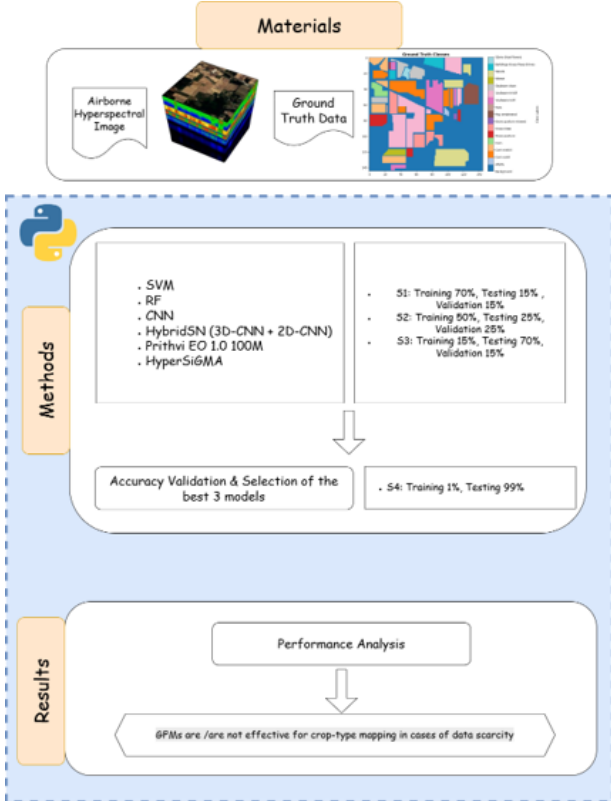 Materials
Airborne
Hyperspectral
Image
Ground
Truth Data
Ground Truth Classes
Methods
. SVM
. RF
. CNN
. HybridSN (3D-CNN + 2D-CNN)
. Prithvi EO 1.0 100M
. HyperSiGMA
• S1: Training 70%, Testing 15% ,
Validation 15%
• S2: Training 50%, Testing 25%,
Validation 25%
• S3: Training 15%, Testing 70%,
Validation 15%
Accuracy Validation & Selection of the
best 3 models
. S4: Training 1%, Testing 99%
Results
Performance Analysis
GFMs are /are not effective for crop-type mapping in cases of data scarcity